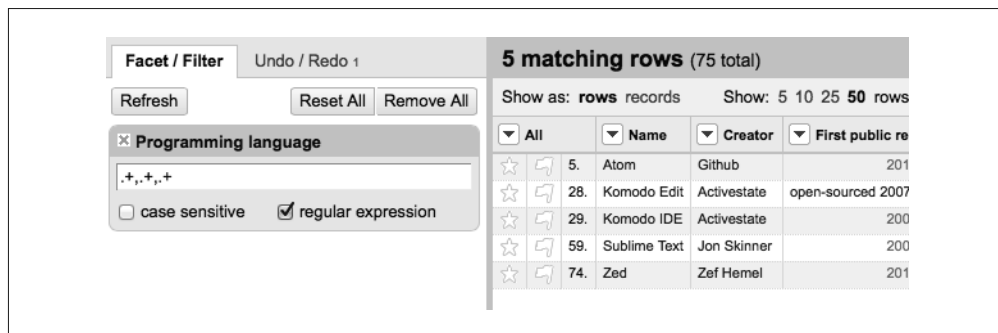 Facet / Filter Undo / Redo 1
Refresh Reset All Remove All
Programming language
.+,.+,.+
case sensitive regular expression
5 matching rows (75 total)
Show as: rows records Show: 5 10 25 50 rows
All Name Creator First public re
5. Atom Github 201
28. Komodo Edit Activestate open-sourced 2007
29. Komodo IDE Activestate 200
59. Sublime Text Jon Skinner 200
74. Zed Zef Hemel 201